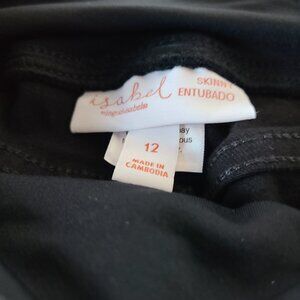 isabel
SKINNY
ENTUBADO
12
MADE IN
CAMBODIA